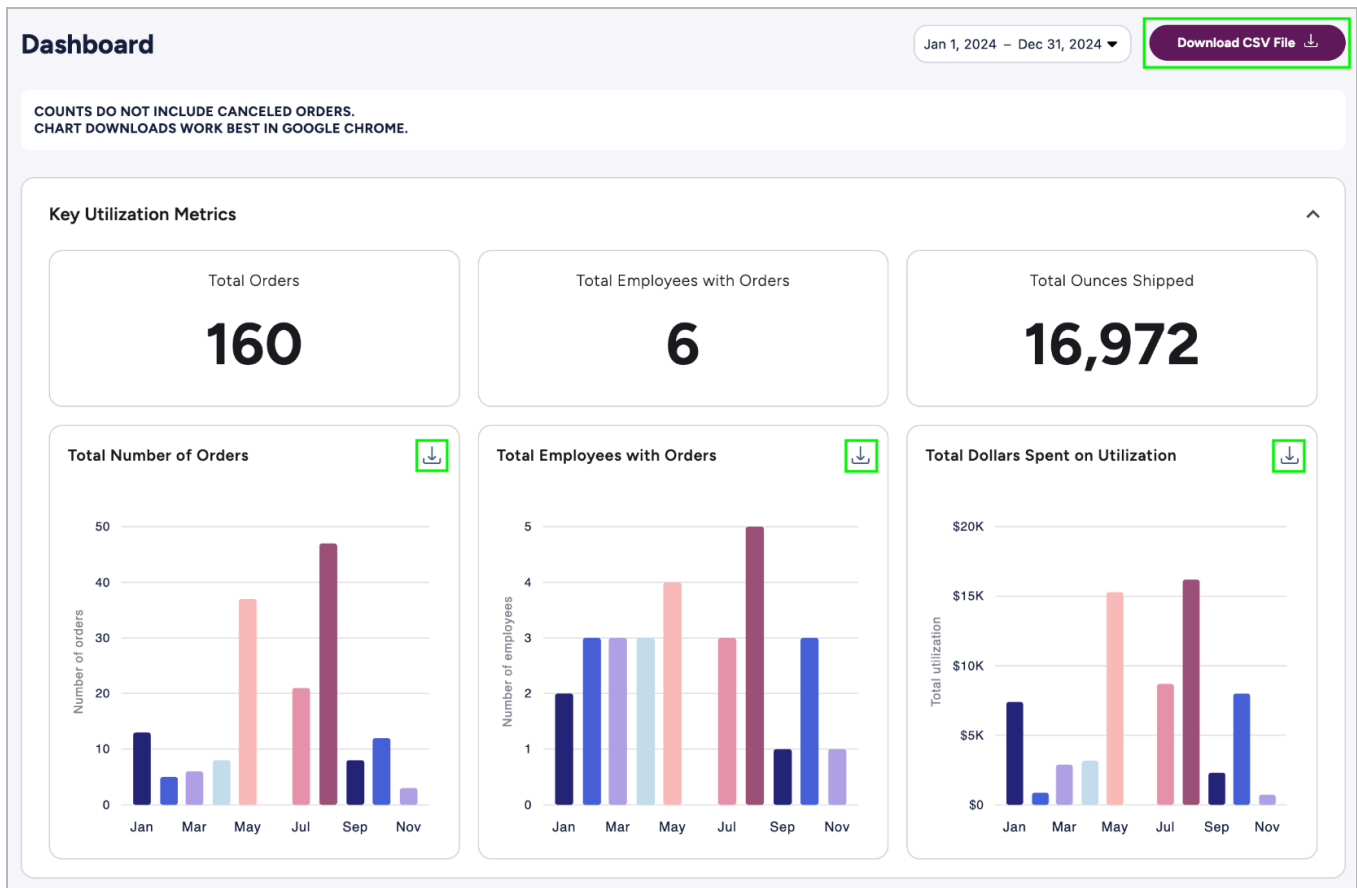 Dashboard
Jan 1, 2024 – Dec 31, 2024
Download CSV File
COUNTS DO NOT INCLUDE CANCELED ORDERS.
CHART DOWNLOADS WORK BEST IN GOOGLE CHROME.
Key Utilization Metrics
Total Orders
160
Total Employees with Orders
6
Total Ounces Shipped
16,972
Total Number of Orders
Number of orders
50
40
30
20
10
0
Jan Mar May Jul Sep Nov
Total Employees with Orders
Number of employees
5
4
3
2
1
0
Jan Mar May Jul Sep Nov
Total Dollars Spent on Utilization
Total utilization
$20K
$15K
$10K
$5K
$0
Jan Mar May Jul Sep Nov